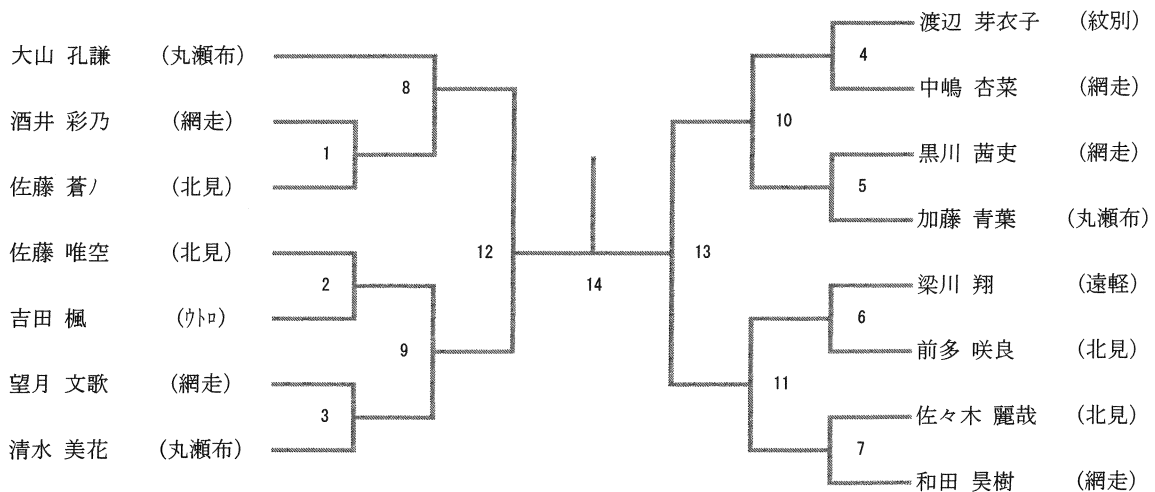 大山 孔謙 (丸瀬布)
酒井 彩乃 (網走)
佐藤 蒼ﾉ (北見)
佐藤 唯空 (北見)
吉田 楓 (ｳﾄﾛ)
望月 文歌 (網走)
清水 美花 (丸瀬布)
8
1
2
9
3
12
14
13
渡辺 芽衣子 (紋別)
4
中嶋 杏菜 (網走)
10
黒川 茜吏 (網走)
5
加藤 青葉 (丸瀬布)
梁川 翔 (遠軽)
6
前多 咲良 (北見)
11
佐々木 麗哉 (北見)
7
和田 昊樹 (網走)